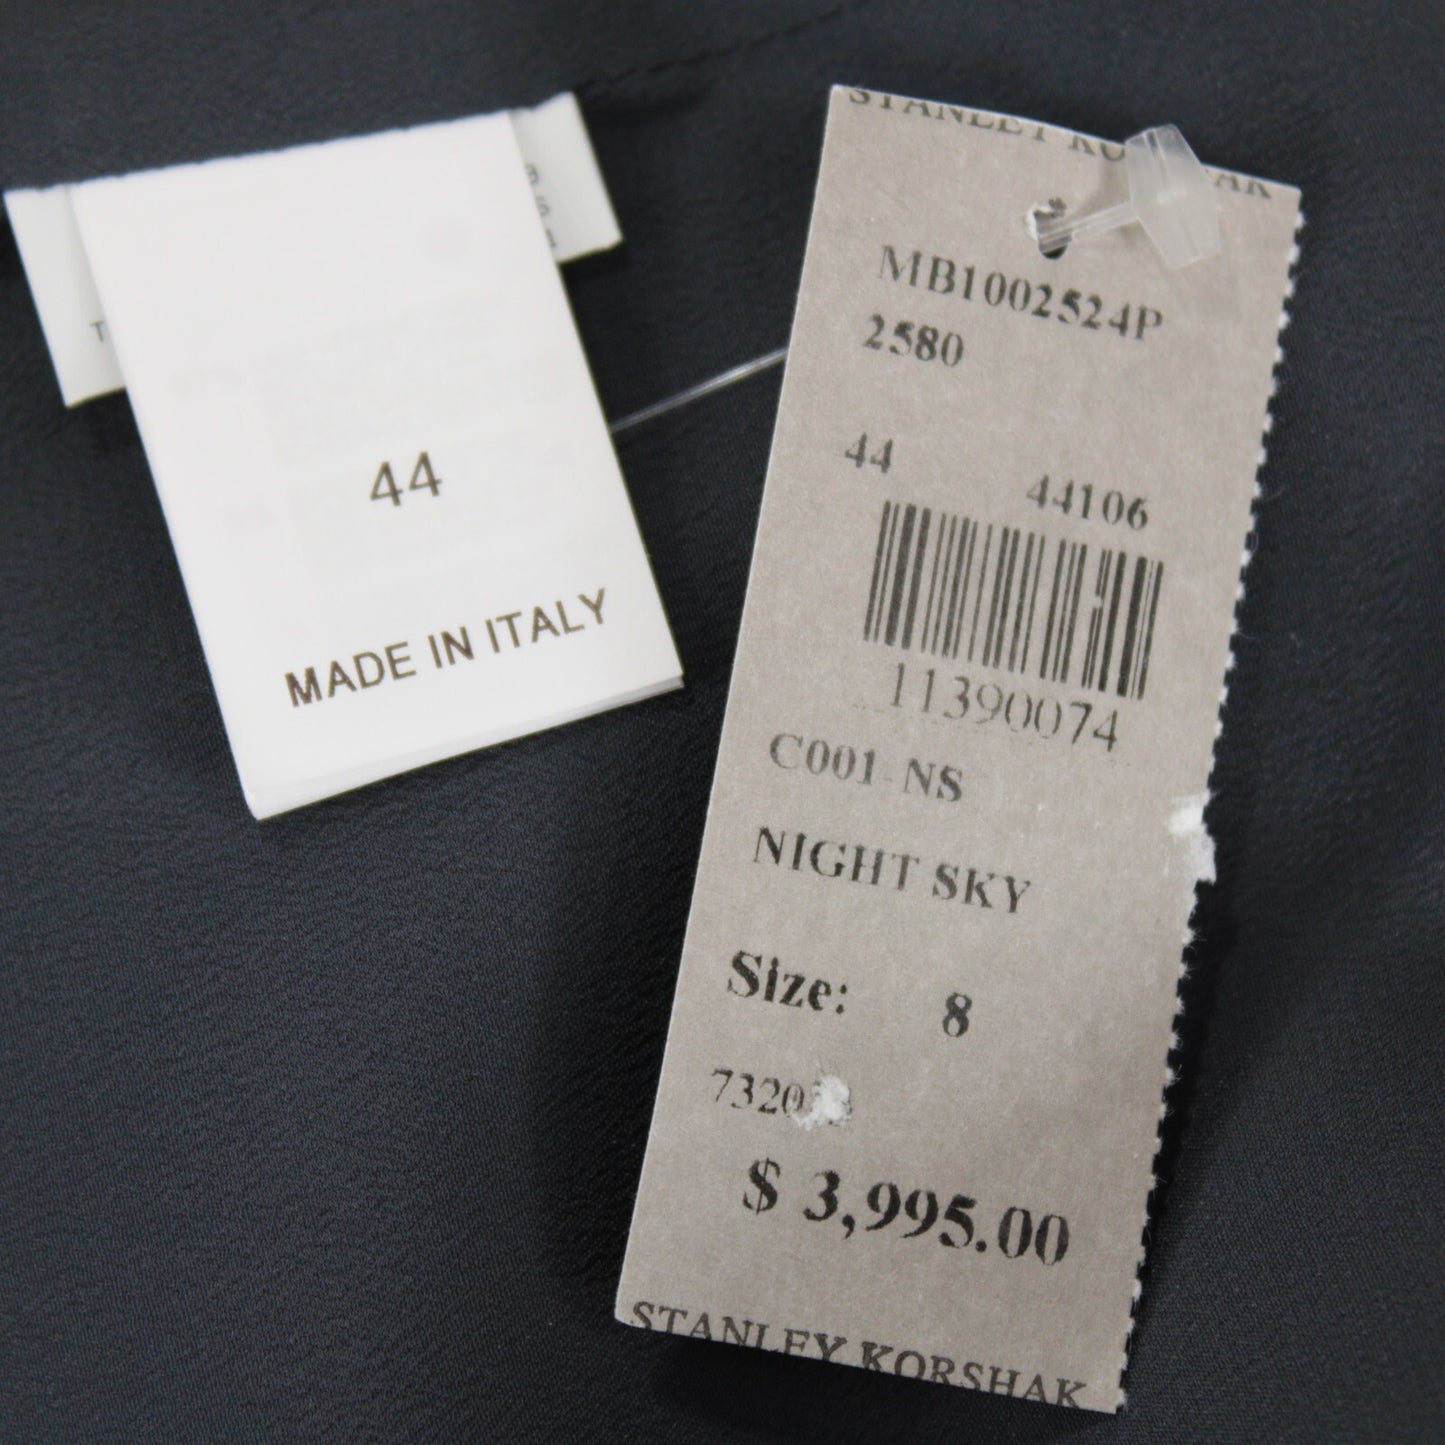 44
MADE IN ITALY
STANLEY KORSHAK
MB1002524P
2580
44 44106
11390074
C001-NS
NIGHT SKY
Size: 8
7320
$ 3,995.00
STANLEY KORSHAK